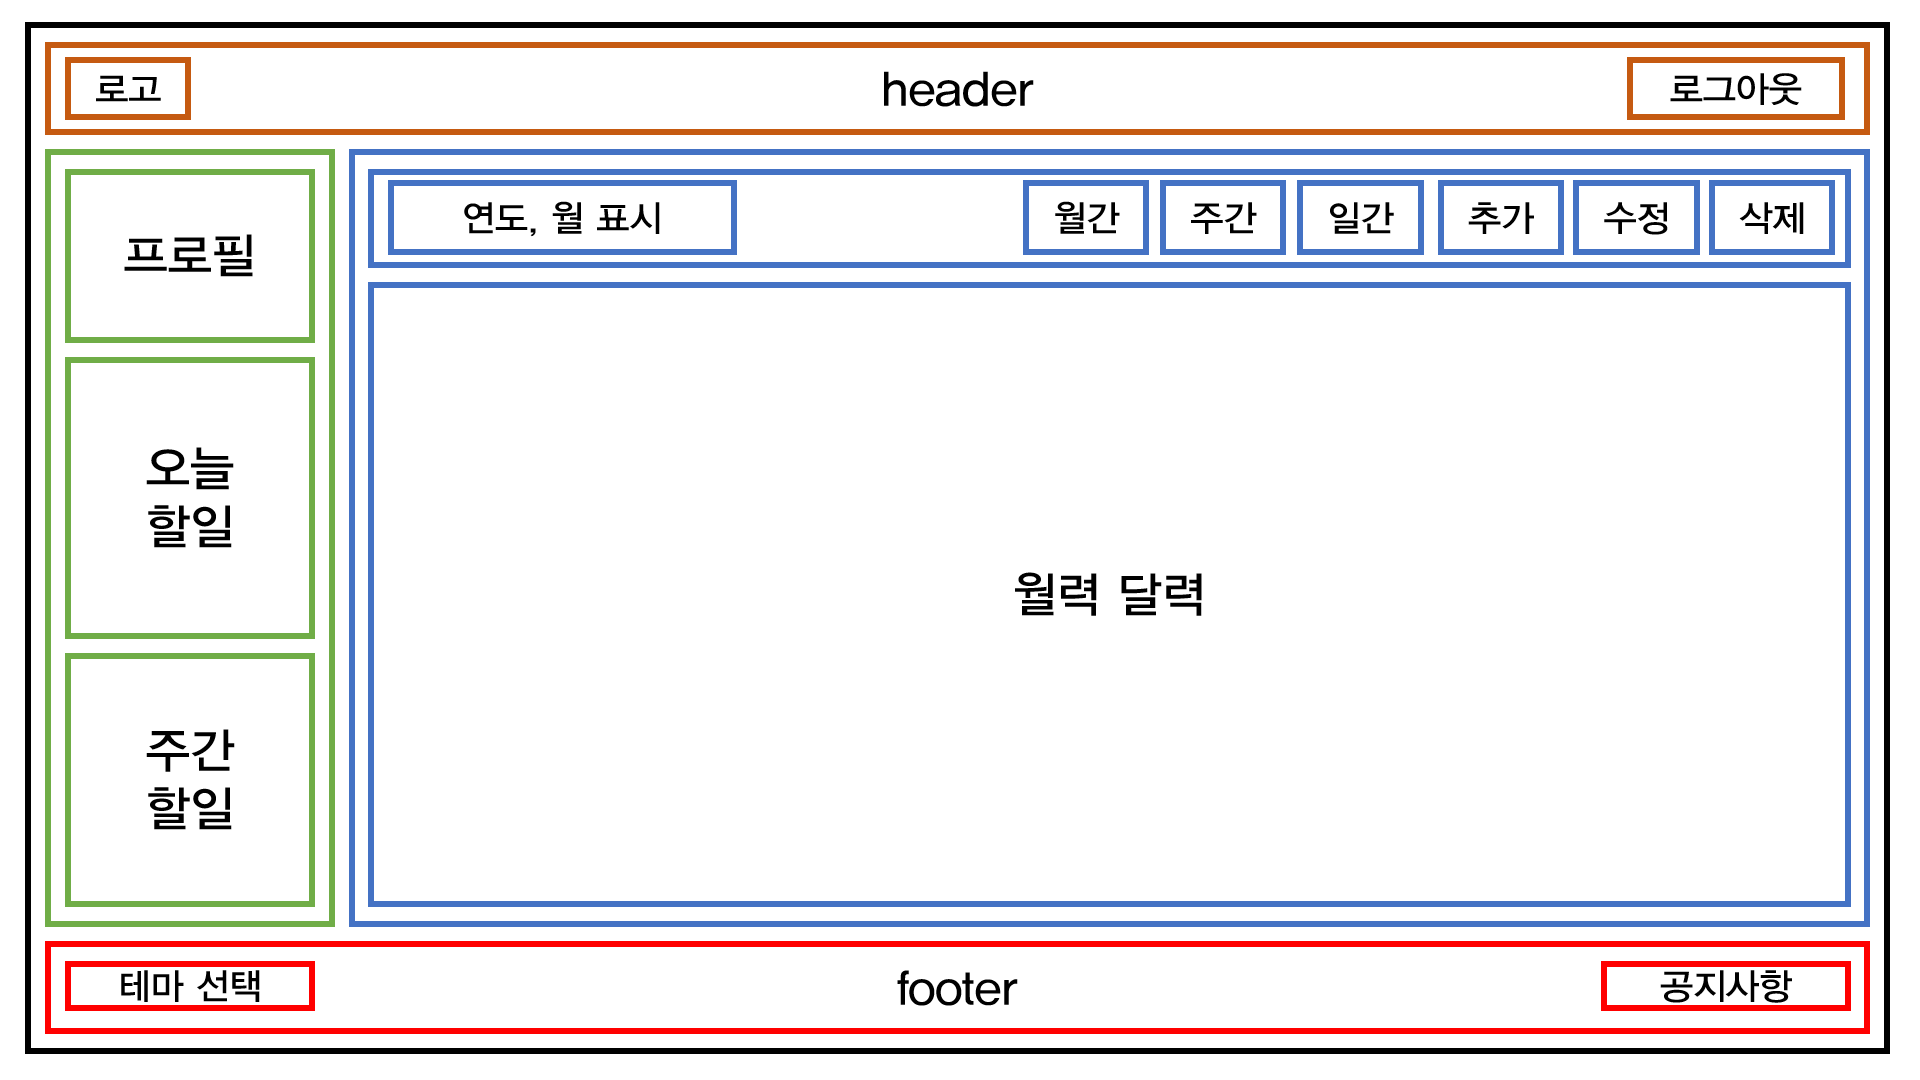 로고
header
로그아웃
프로필
오늘
할일
주간
할일
연도, 월 표시
월간
주간
일간
추가
수정
삭제
월력 달력
테마 선택
footer
공지사항